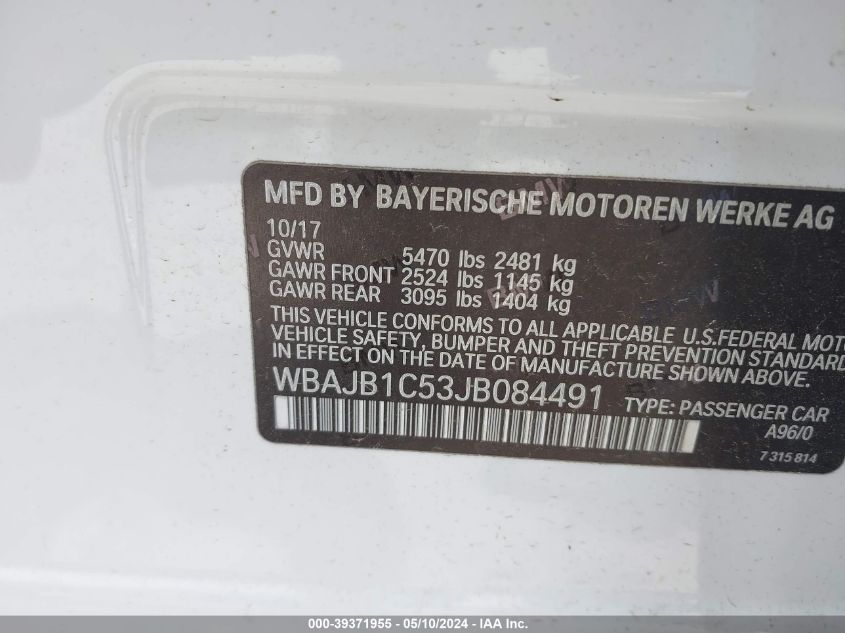 MFD BY BAYERISCHE MOTOREN WERKE AG
10/17
GVWR 5470 lbs 2481 kg
GAWR FRONT 2524 lbs 1145 kg
GAWR REAR 3095 lbs 1404 kg
THIS VEHICLE CONFORMS TO ALL APPLICABLE U.S.FEDERAL MOTO
VEHICLE SAFETY, BUMPER AND THEFT PREVENTION STANDARD
IN EFFECT ON THE DATE OF MANUFACTURE SHOWN ABOVE.
WBAJB1C53JB084491 TYPE: PASSENGER CAR
A96/0
7 315 814
000-39371955 - 05/10/2024 - IAA Inc.